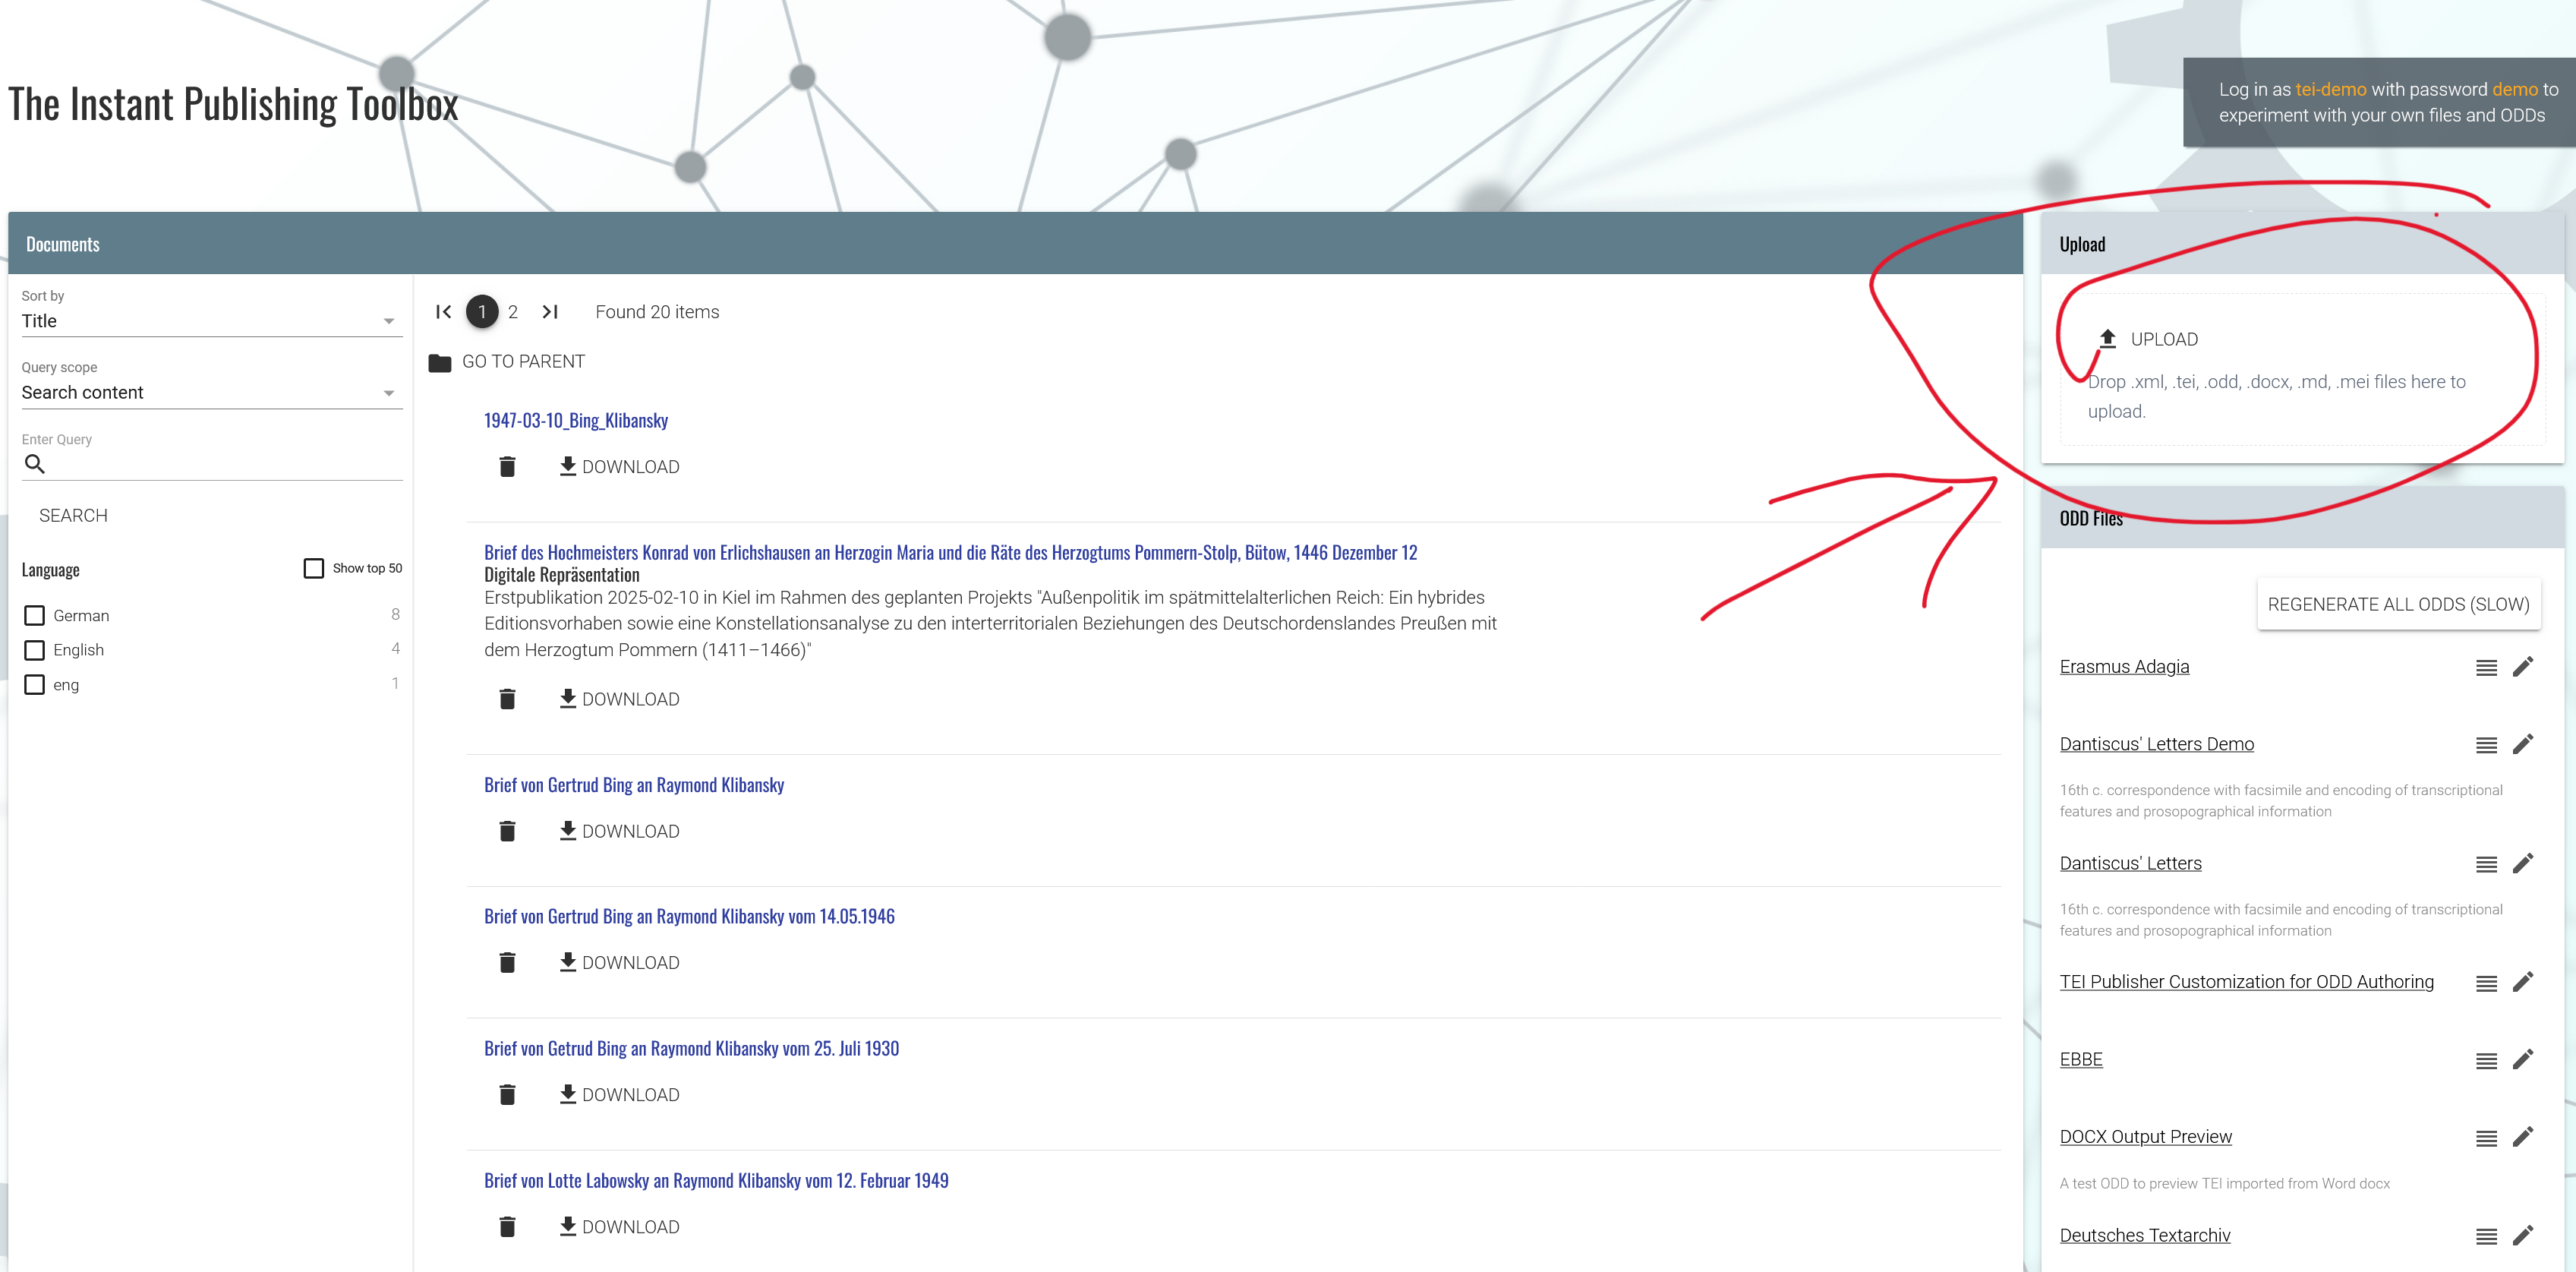 The Instant Publishing Toolbox
Log in as tei-demo with password demo to
experiment with your own files and ODDs
Documents
Sort by
Title
Query scope
Search content
Enter Query
SEARCH
Language
Show top 50
German 8
English 4
eng 1
1 2 Found 20 items
GO TO PARENT
1947-03-10_Bing_Klibansky
DOWNLOAD
Brief des Hochmeisters Konrad von Erlichshausen an Herzogin Maria und die Räte des Herzogtums Pommern-Stolp, Bütow, 1446 Dezember 12
Digitale Repräsentation
Erstpublikation 2025-02-10 in Kiel im Rahmen des geplanten Projekts "Außenpolitik im spätmittelalterlichen Reich: Ein hybrides
Editionsvorhaben sowie eine Konstellationsanalyse zu den interterritorialen Beziehungen des Deutschordenslandes Preußen mit
dem Herzogtum Pommern (1411–1466)"
DOWNLOAD
Brief von Gertrud Bing an Raymond Klibansky
DOWNLOAD
Brief von Gertrud Bing an Raymond Klibansky vom 14.05.1946
DOWNLOAD
Brief von Getrud Bing an Raymond Klibansky vom 25. Juli 1930
DOWNLOAD
Brief von Lotte Labowsky an Raymond Klibansky vom 12. Februar 1949
DOWNLOAD
Upload
UPLOAD
Drop .xml, .tei, .odd, .docx, .md, .mei files here to
upload.
ODD Files
REGENERATE ALL ODDS (SLOW)
Erasmus Adagia
Dantiscus' Letters Demo
16th c. correspondence with facsimile and encoding of transcriptional
features and prosopographical information
Dantiscus' Letters
16th c. correspondence with facsimile and encoding of transcriptional
features and prosopographical information
TEI Publisher Customization for ODD Authoring
EBBE
DOCX Output Preview
A test ODD to preview TEI imported from Word docx
Deutsches Textarchiv